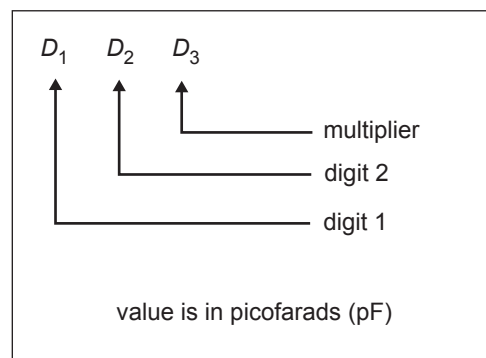 D₁ D₂ D₃
multiplier
digit 2
digit 1
value is in picofarads (pF)